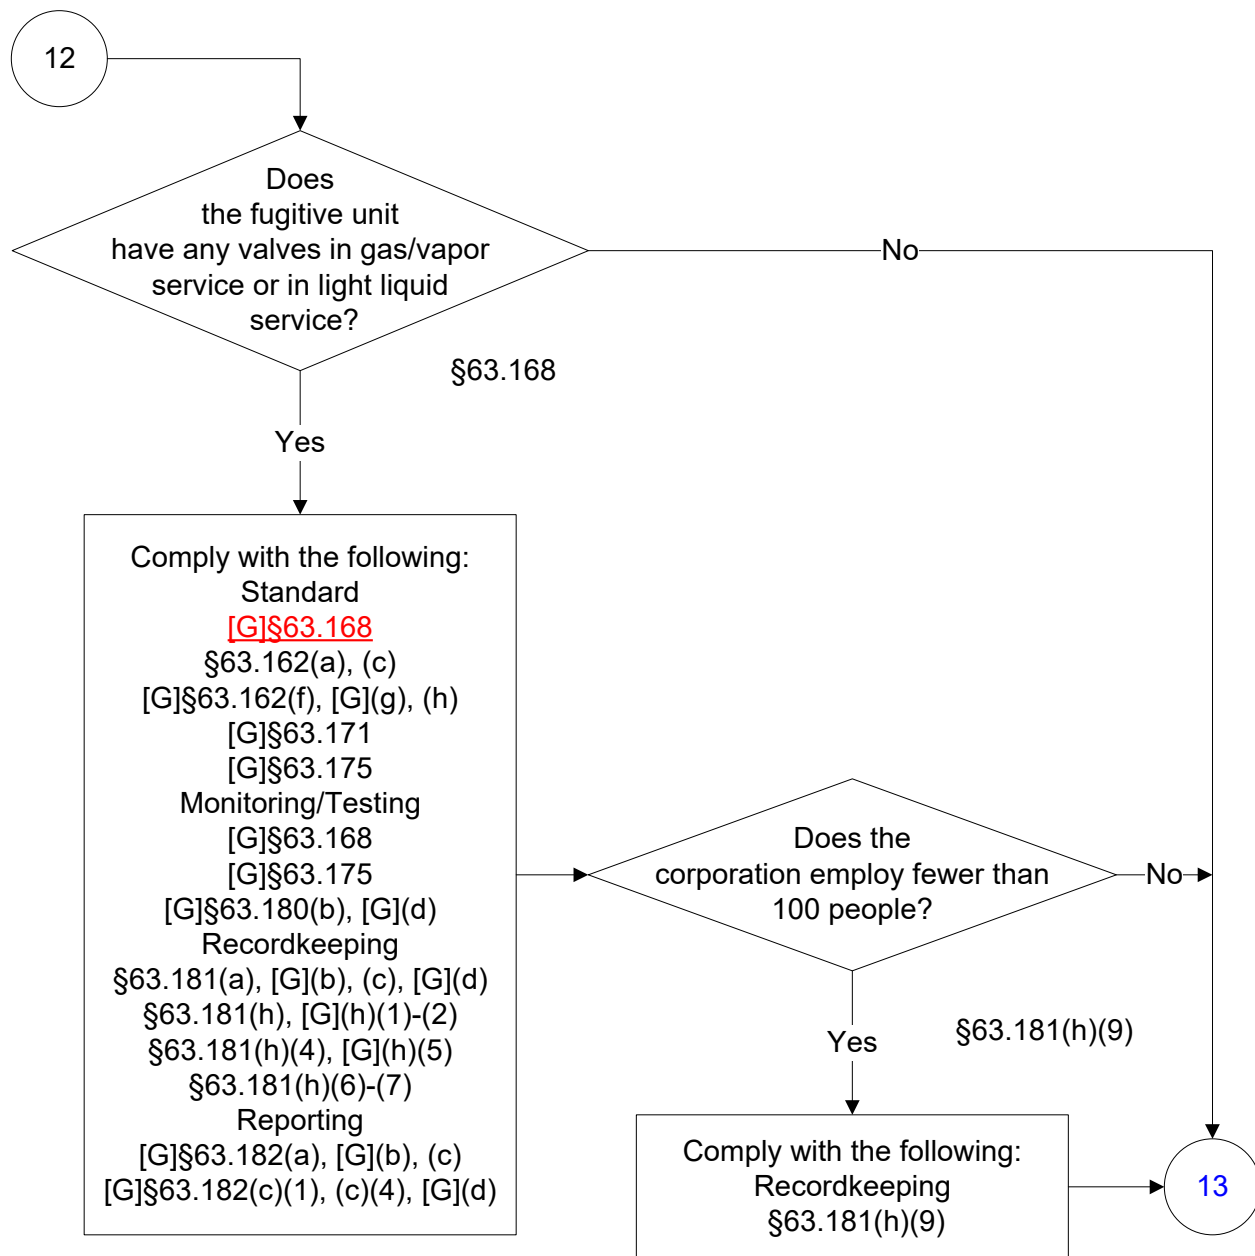 12
Does
the fugitive unit
have any valves in gas/vapor
service or in light liquid
service?
No
§63.168
Yes
Comply with the following:
Standard
[G]§63.168
§63.162(a), (c)
[G]§63.162(f), [G](g), (h)
[G]§63.171
[G]§63.175
Monitoring/Testing
[G]§63.168
[G]§63.175
[G]§63.180(b), [G](d)
Recordkeeping
§63.181(a), [G](b), (c), [G](d)
§63.181(h), [G](h)(1)-(2)
§63.181(h)(4), [G](h)(5)
§63.181(h)(6)-(7)
Reporting
[G]§63.182(a), [G](b), (c)
[G]§63.182(c)(1), (c)(4), [G](d)
Does the
corporation employ fewer than
100 people?
No
Yes
§63.181(h)(9)
Comply with the following:
Recordkeeping
§63.181(h)(9)
13